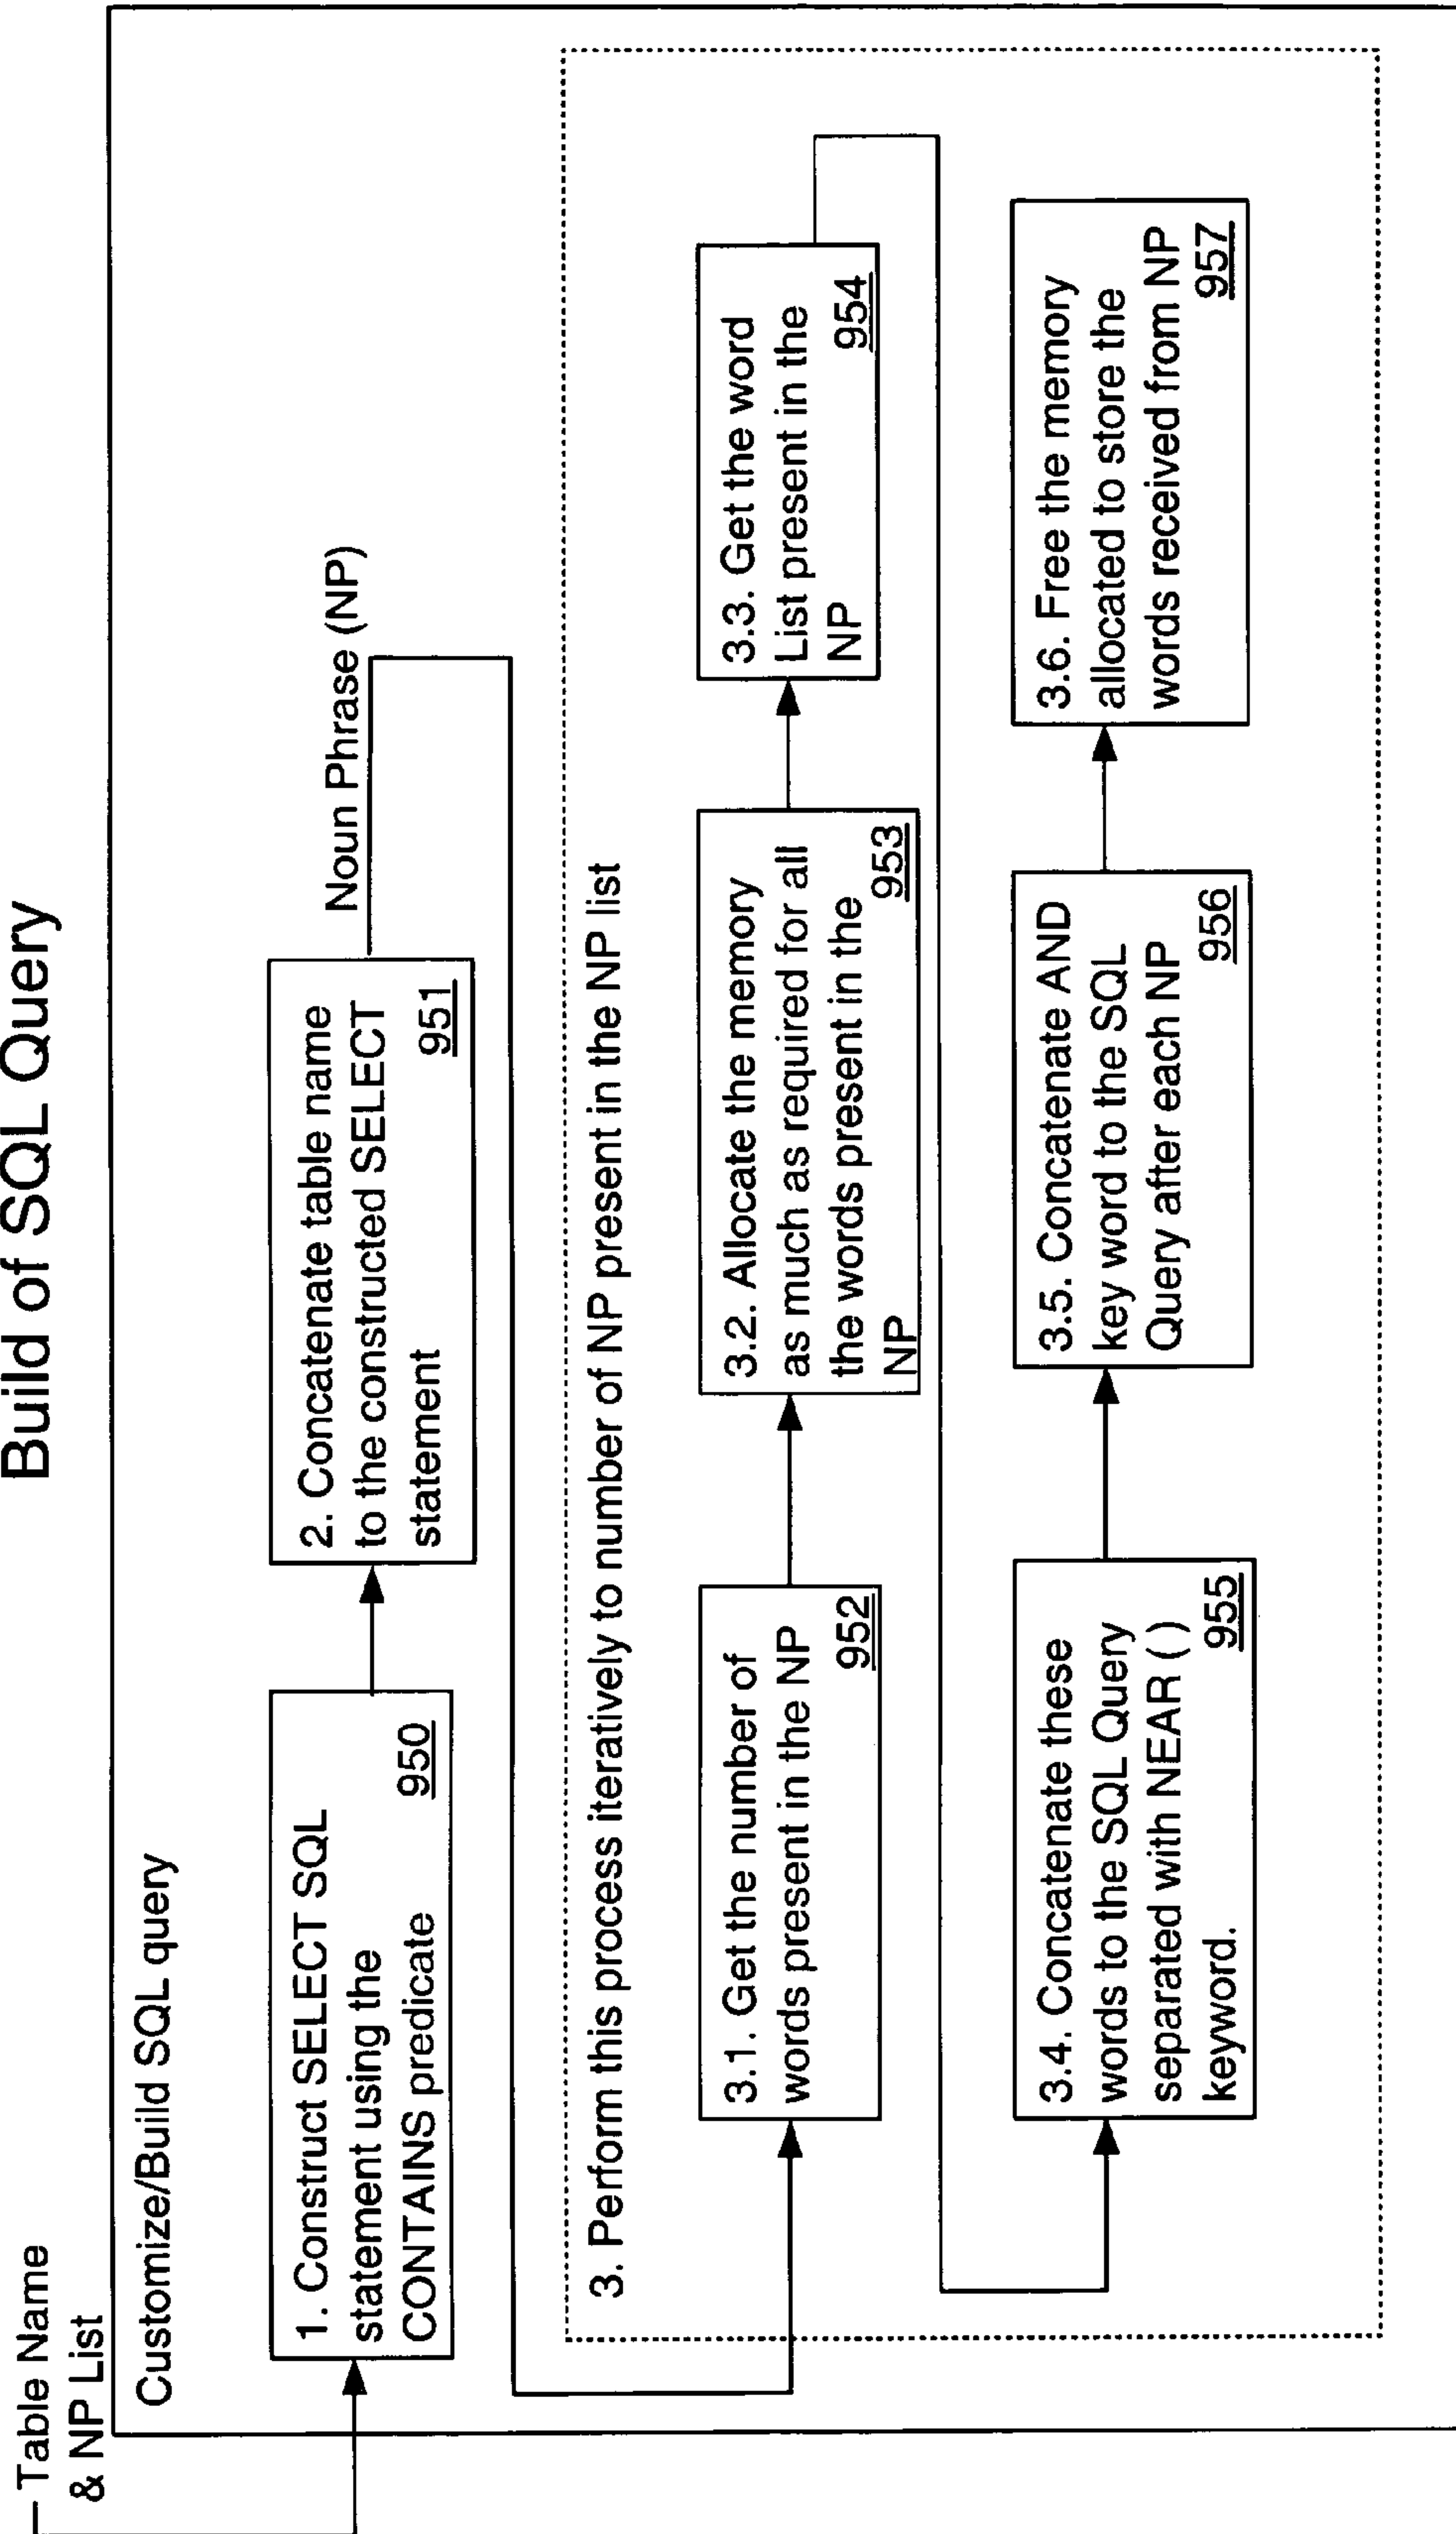 Build of SQL Query
Table Name
& NP List
Customize/Build SQL query
1. Construct SELECT SQL
statement using the
CONTAINS predicate
950
2. Concatenate table name
to the constructed SELECT
statement
951
Noun Phrase (NP)
3. Perform this process iteratively to number of NP present in the NP list
3.1. Get the number of
words present in the NP
952
3.2. Allocate the memory
as much as required for all
the words present in the
NP
953
3.3. Get the word
List present in the
NP
954
3.4. Concatenate these
words to the SQL Query
separated with NEAR ( )
keyword.
955
3.5. Concatenate AND
key word to the SQL
Query after each NP
956
3.6. Free the memory
allocated to store the
words received from NP
957